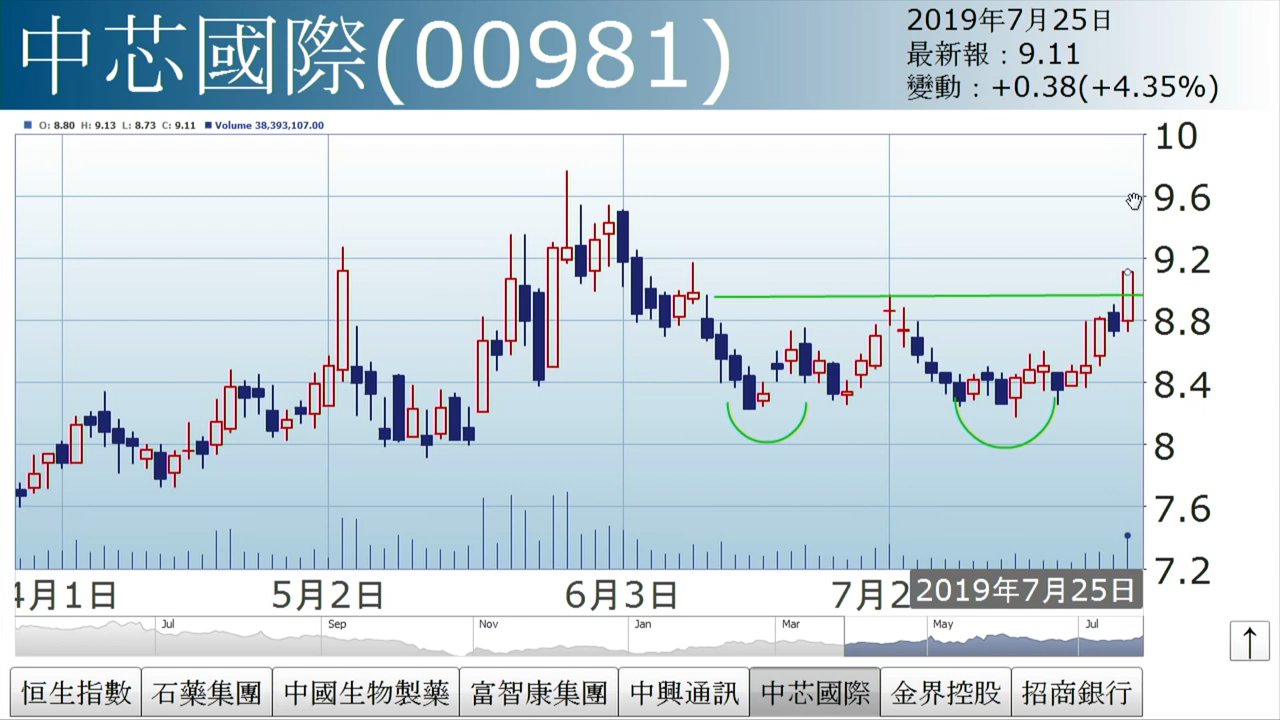 中芯國際(00981)
2019年7月25日
最新報：9.11
變動：+0.38(+4.35%)
O: 8.80 H: 9.13 L: 8.73 C: 9.11 Volume 38,393,107.00
10
9.6
9.2
8.8
8.4
8
7.6
7.2
4月1日 5月2日 6月3日 7月2 2019年7月25日
Jul Sep Nov Jan Mar May Jul
↑
恒生指數 石藥集團 中國生物製藥 富智康集團 中興通訊 中芯國際 金界控股 招商銀行